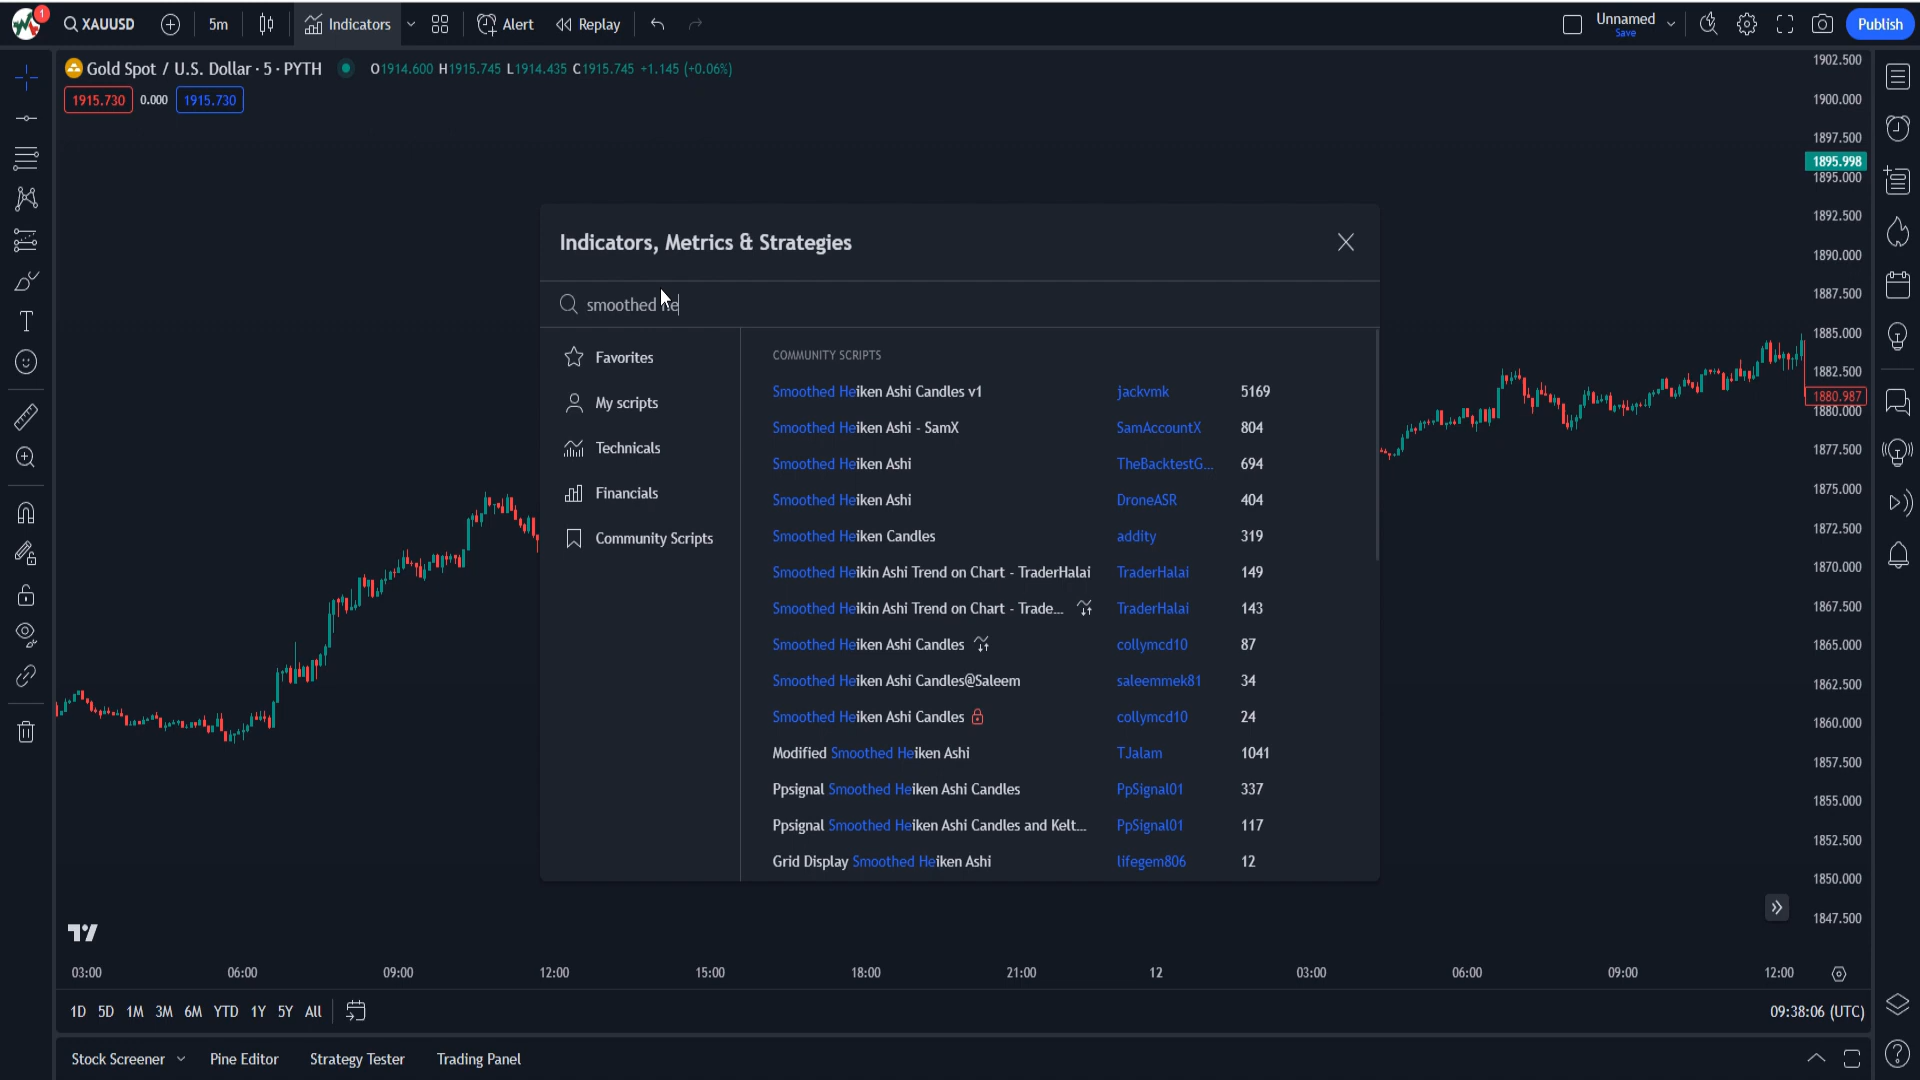 1 XAUUSD 5m Indicators Alert Replay Unnamed Save Publish
Gold Spot / U.S. Dollar · 5 · PYTH O1914.600 H1915.745 L1914.435 C1915.745 +1.145 (+0.06%)
1915.730 0.000 1915.730
Indicators, Metrics & Strategies
smoothed he
Favorites
My scripts
Technicals
Financials
Community Scripts
COMMUNITY SCRIPTS
Smoothed Heiken Ashi Candles v1 jackvmk 5169
Smoothed Heiken Ashi - SamX SamAccountX 804
Smoothed Heiken Ashi TheBacktestG... 694
Smoothed Heiken Ashi DroneASR 404
Smoothed Heiken Candles addity 319
Smoothed Heikin Ashi Trend on Chart - TraderHalai TraderHalai 149
Smoothed Heikin Ashi Trend on Chart - Trade... TraderHalai 143
Smoothed Heiken Ashi Candles collymcd10 87
Smoothed Heiken Ashi Candles@Saleem saleemmek81 34
Smoothed Heiken Ashi Candles collymcd10 24
Modified Smoothed Heiken Ashi TJalam 1041
Ppsignal Smoothed Heiken Ashi Candles PpSignal01 337
Ppsignal Smoothed Heiken Ashi Candles and Kelt... PpSignal01 117
Grid Display Smoothed Heiken Ashi lifegem806 12
1902.500
1900.000
1897.500
1895.998
1895.000
1892.500
1890.000
1887.500
1885.000
1882.500
1880.987
1880.000
1877.500
1875.000
1872.500
1870.000
1867.500
1865.000
1862.500
1860.000
1857.500
1855.000
1852.500
1850.000
1847.500
03:00 06:00 09:00 12:00 15:00 18:00 21:00 12 03:00 06:00 09:00 12:00
1D 5D 1M 3M 6M YTD 1Y 5Y All 09:38:06 (UTC)
Stock Screener Pine Editor Strategy Tester Trading Panel